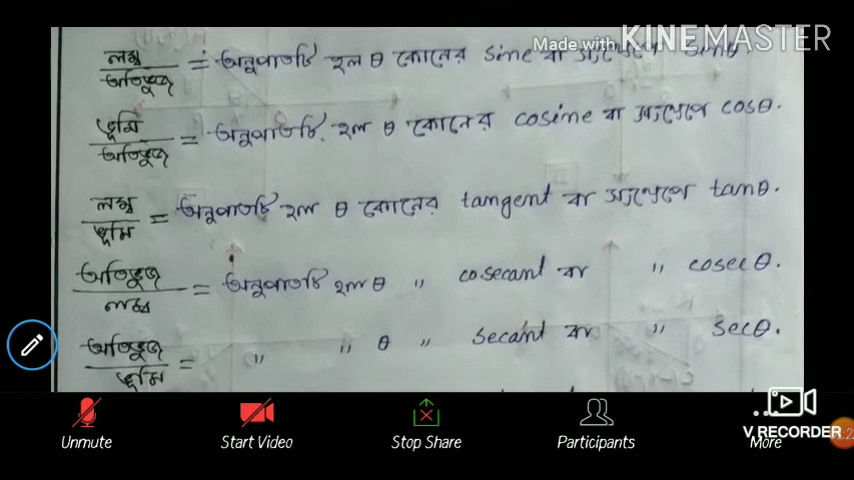 Made with KINEMASTER
লম্ব/অতিভুজ = অনুপাতটি হল θ কোনের sine বা সংক্ষেপে sinθ.
ভূমি/অতিভুজ = অনুপাতটি হল θ কোনের cosine বা সংক্ষেপে cosθ.
লম্ব/ভূমি = অনুপাতটি হল θ কোনের tangent বা সংক্ষেপে tanθ.
অতিভুজ/লম্ব = অনুপাতটি হল θ " cosecant বা " cosecθ.
অতিভুজ/ভূমি = " " θ " secant বা " secθ.
Unmute Start Video Stop Share Participants More
V.RECORDER